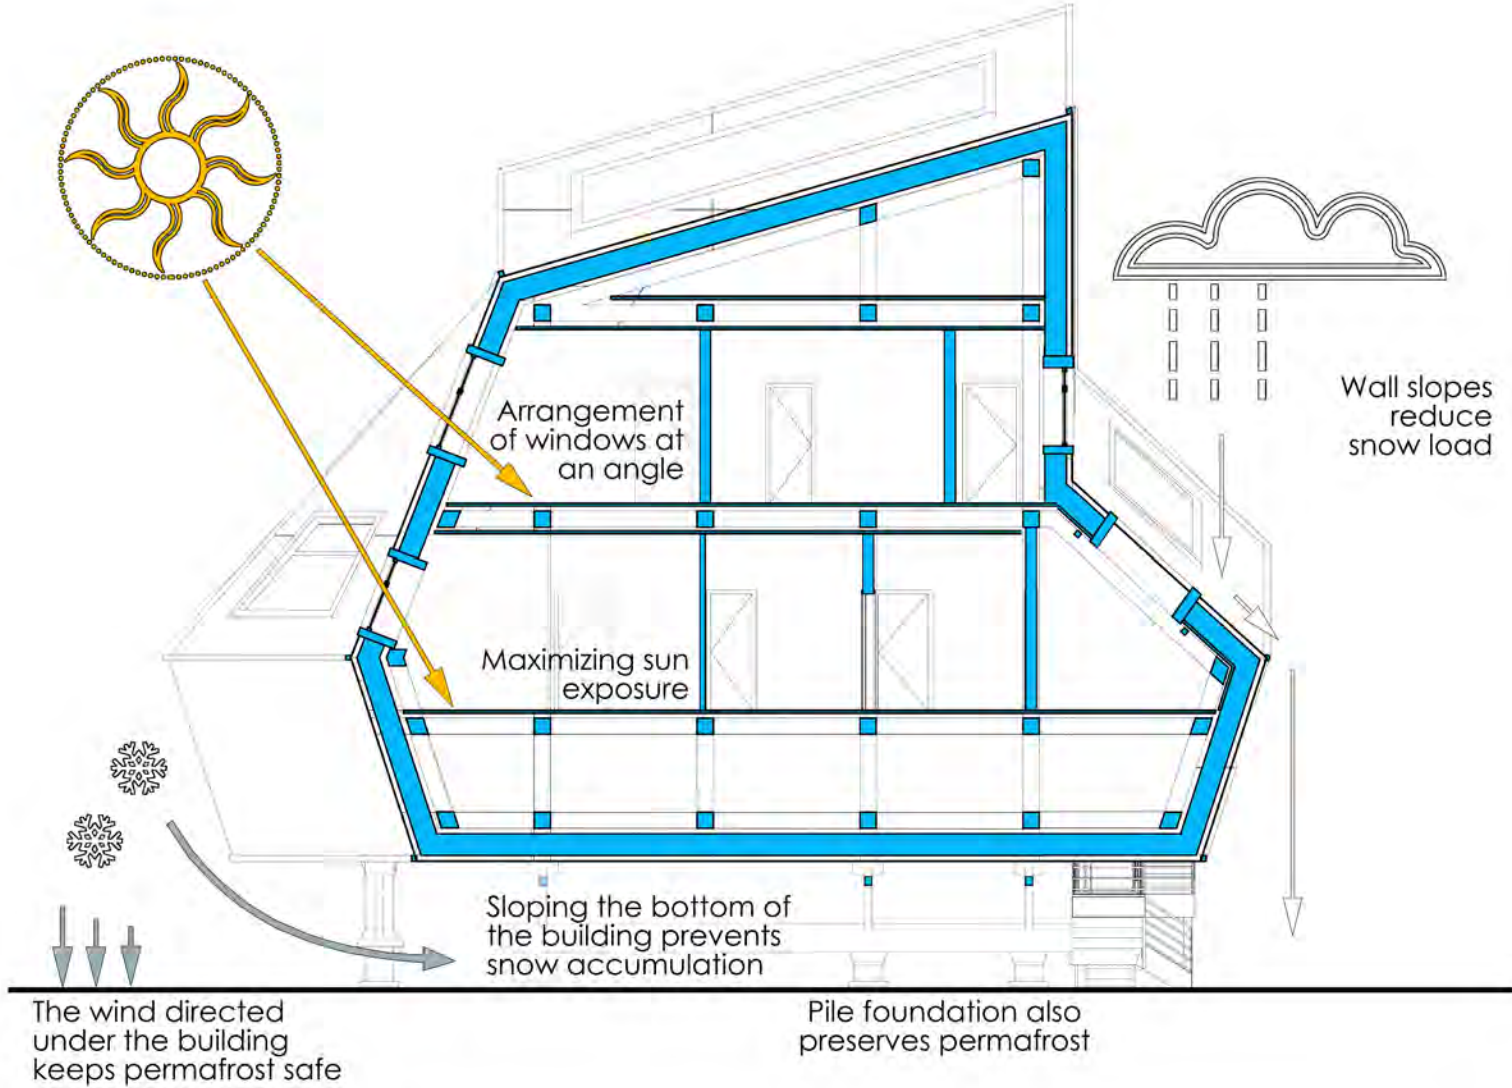 Arrangement
of windows at
an angle
Wall slopes
reduce
snow load
Maximizing sun
exposure
Sloping the bottom of
the building prevents
snow accumulation
The wind directed
under the building
keeps permafrost safe
Pile foundation also
preserves permafrost